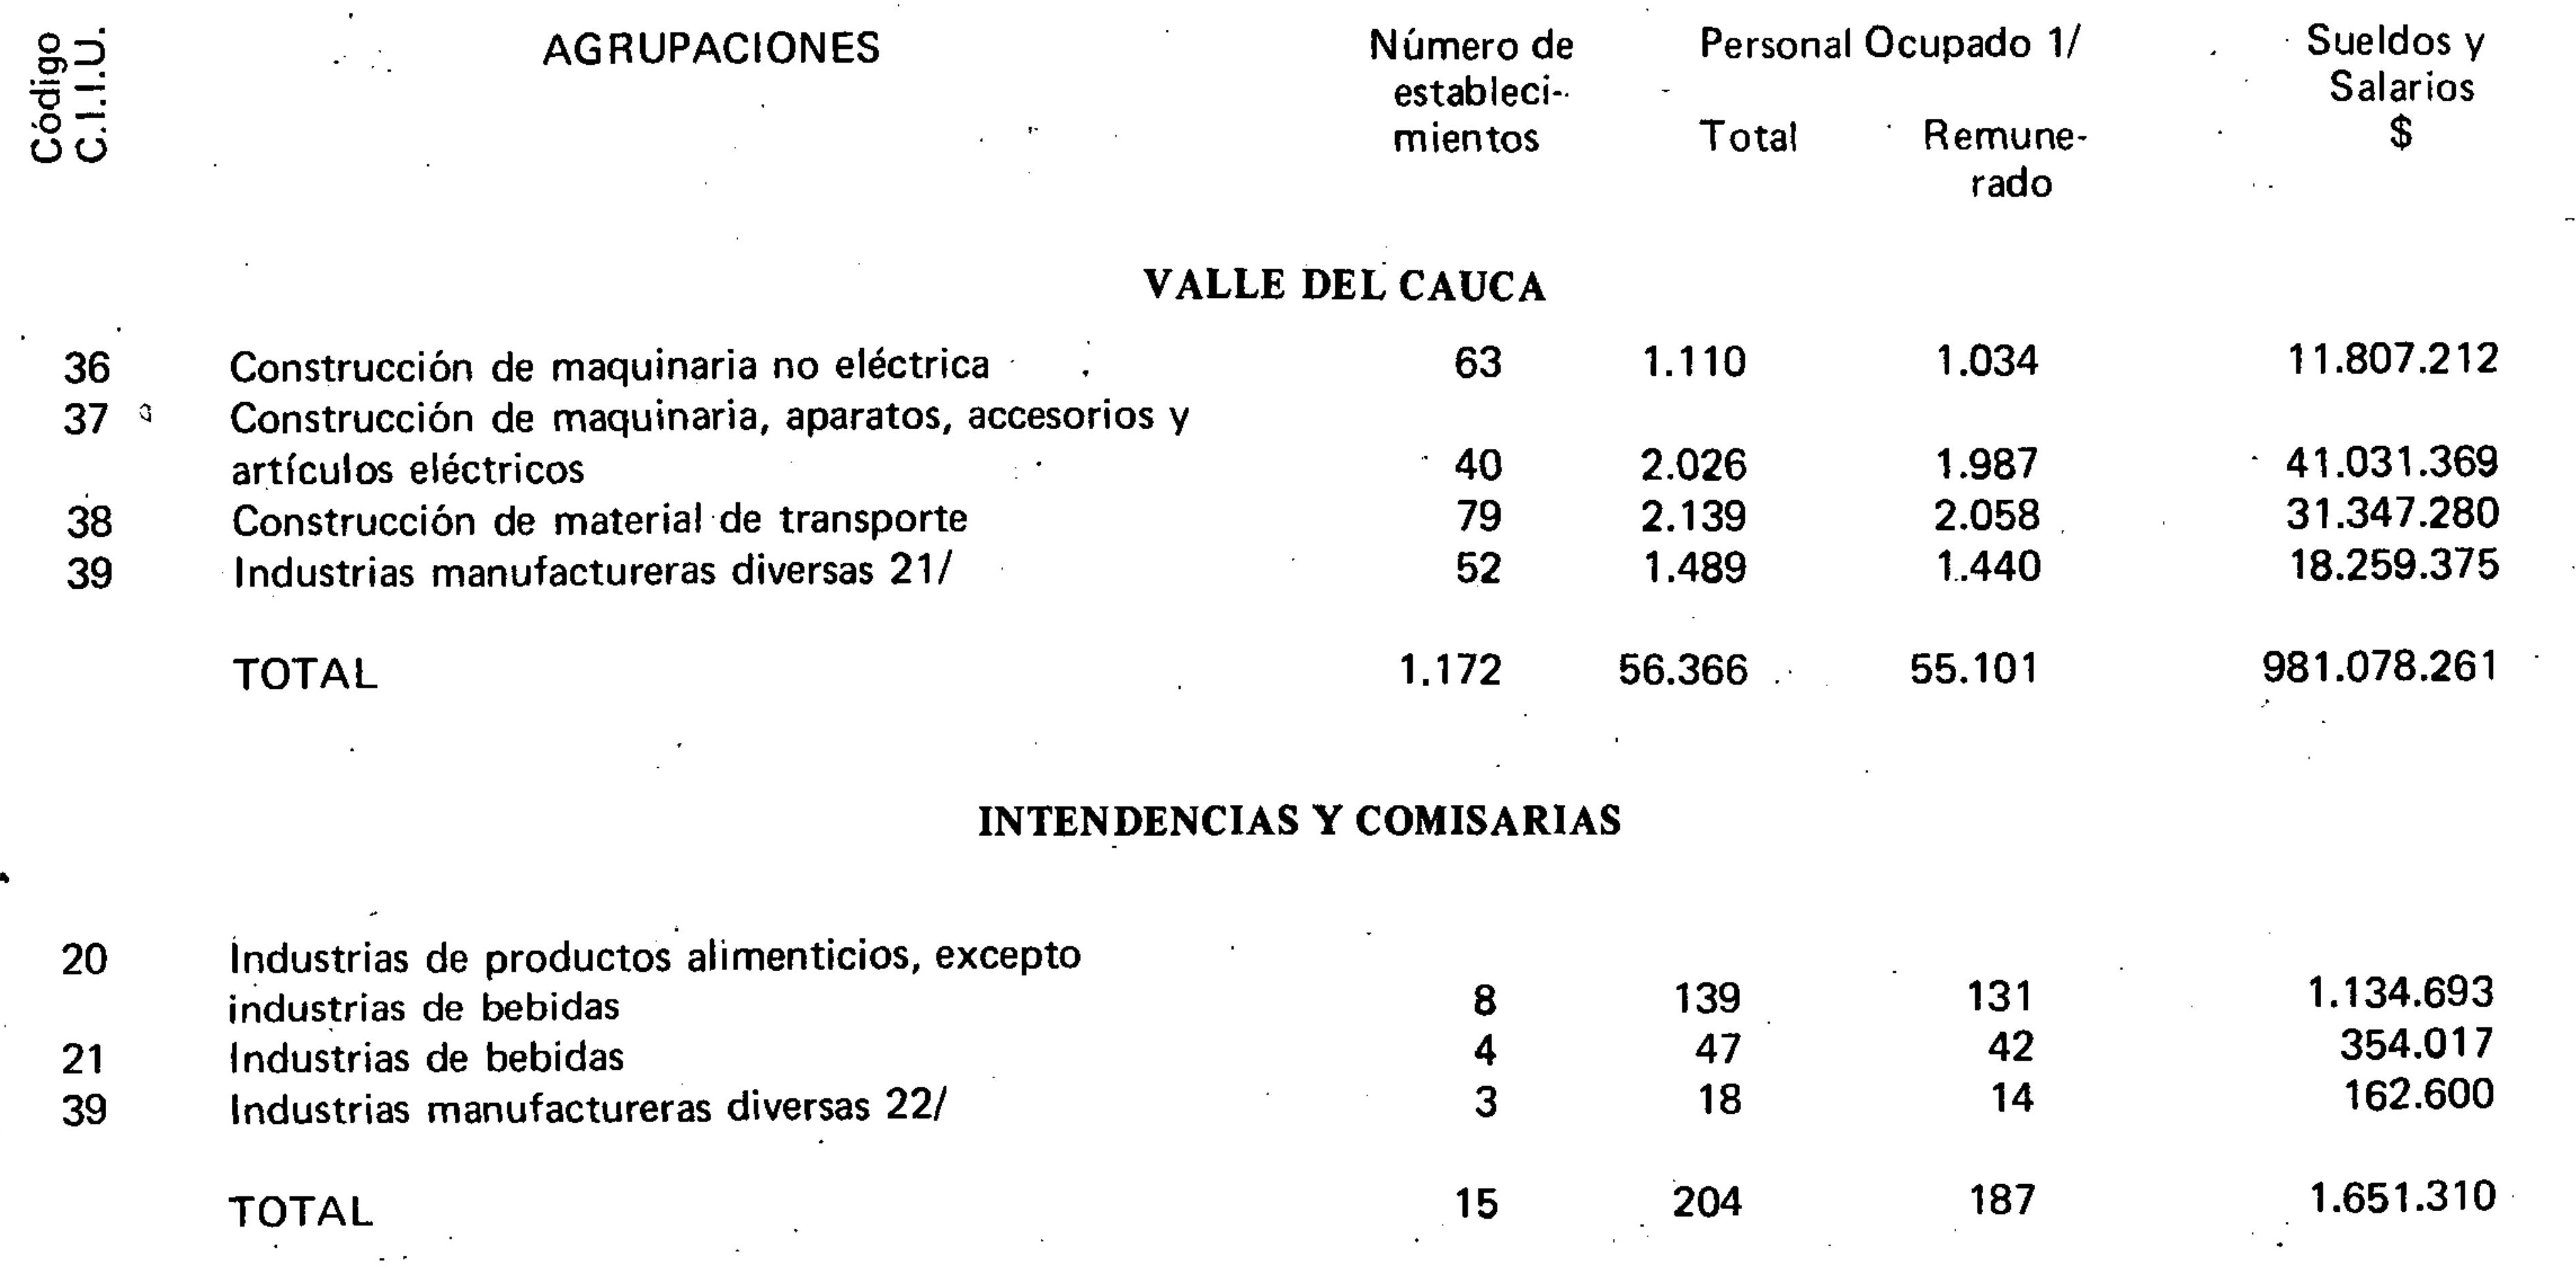 Código C.I.I.U. AGRUPACIONES Número de Personal Ocupado 1/ Sueldos y
estableci- Salarios
mientos Total Remune- $
rado
VALLE DEL CAUCA
36 Construcción de maquinaria no eléctrica 63 1.110 1.034 11.807.212
37 Construcción de maquinaria, aparatos, accesorios y
artículos eléctricos 40 2.026 1.987 41.031.369
38 Construcción de material de transporte 79 2.139 2.058 31.347.280
39 Industrias manufactureras diversas 21/ 52 1.489 1.440 18.259.375
TOTAL 1.172 56.366 55.101 981.078.261
INTENDENCIAS Y COMISARIAS
20 Industrias de productos alimenticios, excepto
industrias de bebidas 8 139 131 1.134.693
21 Industrias de bebidas 4 47 42 354.017
39 Industrias manufactureras diversas 22/ 3 18 14 162.600
TOTAL 15 204 187 1.651.310